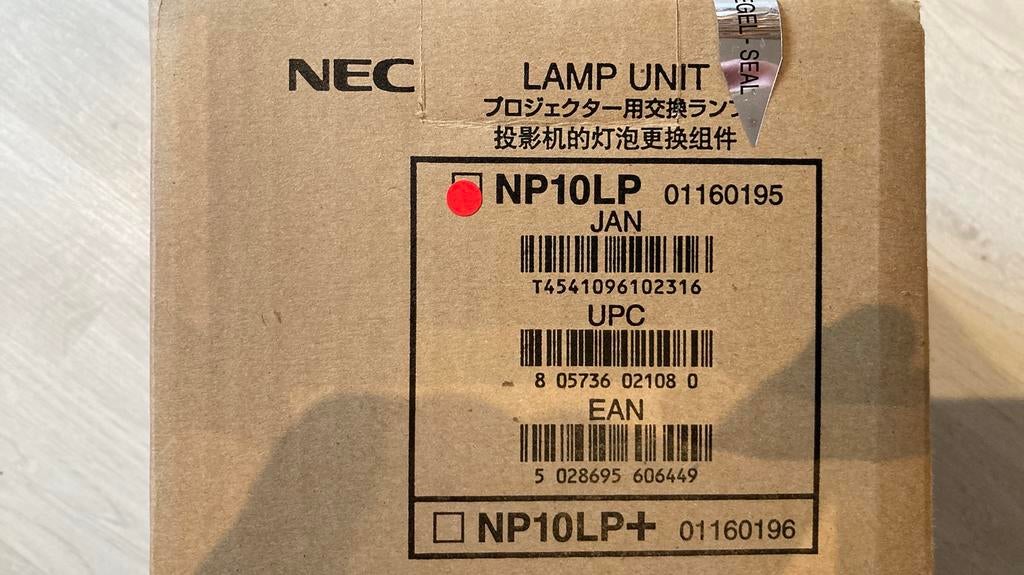 EGEL - SEAL
NEC
LAMP UNIT
プロジェクター用交換ランプ
投影机的灯泡更换组件
NP10LP 01160195
JAN
T4541096102316
UPC
8 05736 02108 0
EAN
5 028695 606449
NP10LP+ 01160196